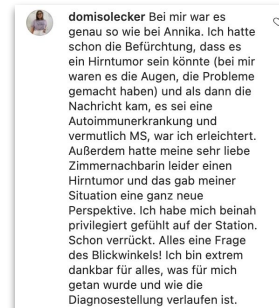 domisolecker Bei mir war es
genau so wie bei Annika. Ich hatte
schon die Befürchtung, dass es
ein Hirntumor sein könnte (bei mir
waren es die Augen, die Probleme
gemacht haben) und als dann die
Nachricht kam, es sei eine
Autoimmunerkrankung und
vermutlich MS, war ich erleichtert.
Außerdem hatte meine sehr liebe
Zimmernachbarin leider einen
Hirntumor und das gab meiner
Situation eine ganz neue
Perspektive. Ich habe mich beinah
privilegiert gefühlt auf der Station.
Schon verrückt. Alles eine Frage
des Blickwinkels! Ich bin extrem
dankbar für alles, was für mich
getan wurde und wie die
Diagnosestellung verlaufen ist.